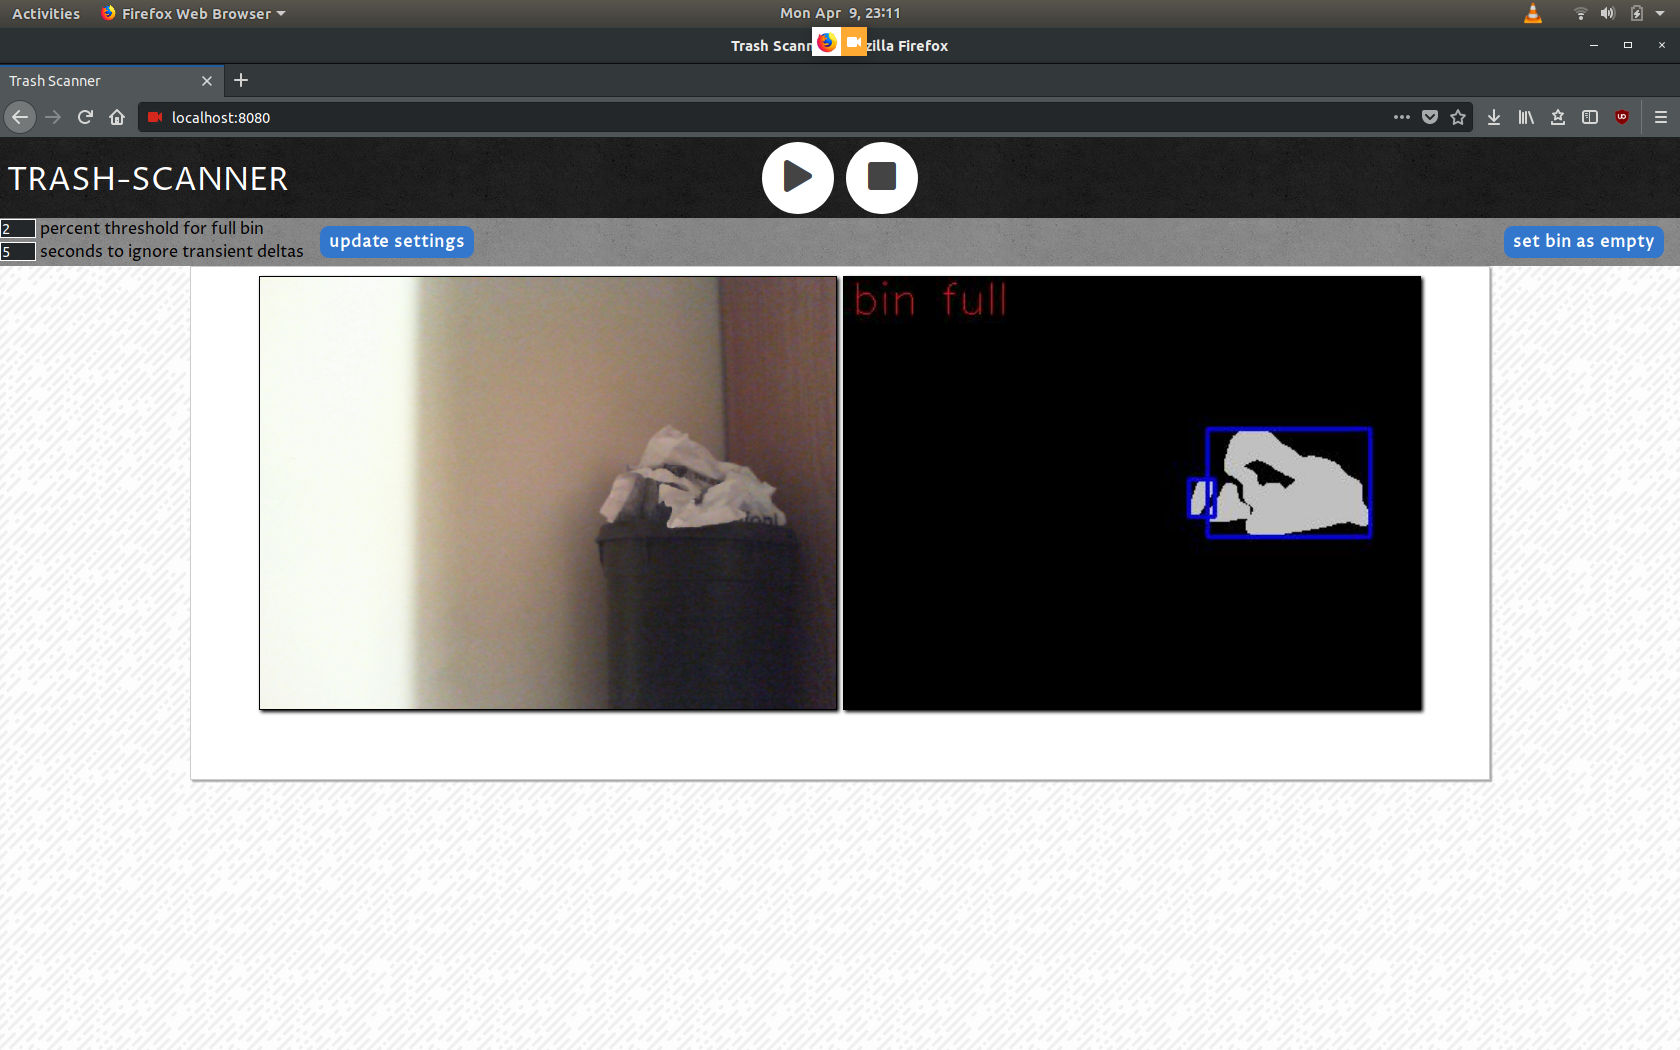 Activities
Firefox Web Browser
Mon Apr 9, 23:11
Trash Scann
zilla Firefox
Trash Scanner
localhost:8080
TRASH-SCANNER
2 percent threshold for full bin
5 seconds to ignore transient deltas
update settings
set bin as empty
bin full